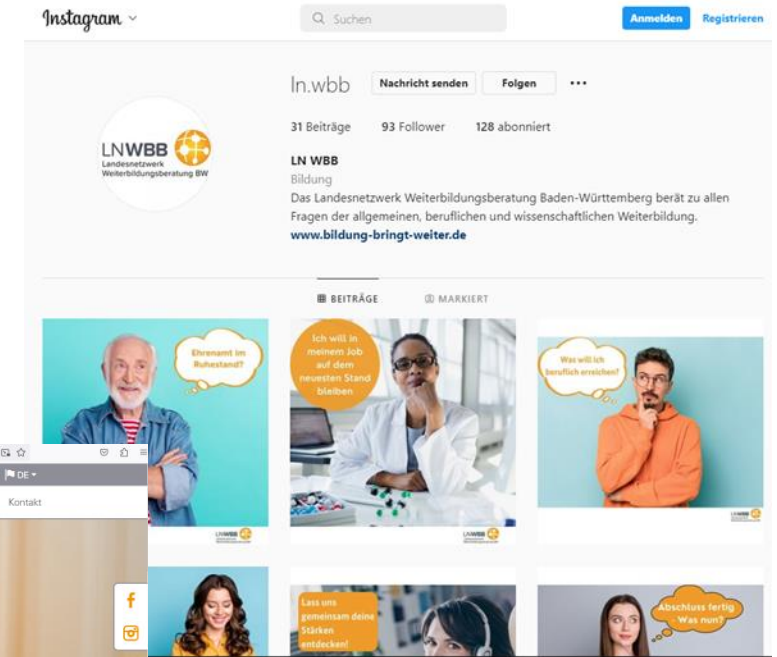 Instagram
Suchen
Anmelden
Registrieren
ln.wbb
Nachricht senden
Folgen
31 Beiträge
93 Follower
128 abonniert
LNWBB
Landesnetzwerk
Weiterbildungsberatung BW
LN WBB
Bildung
Das Landesnetzwerk Weiterbildungsberatung Baden-Württemberg berät zu allen
Fragen der allgemeinen, beruflichen und wissenschaftlichen Weiterbildung.
www.bildung-bringt-weiter.de
BEITRÄGE
MARKIERT
Ehrenamt im
Ruhestand?
Ich will in
meinem Job
auf dem
neuesten Stand
bleiben
Was will ich
beruflich erreichen?
LNWBB
LNWBB
LNWBB
DE
Kontakt
Lass uns
gemeinsam deine
Stärken
entdecken!
Abschluss fertig
- Was nun?